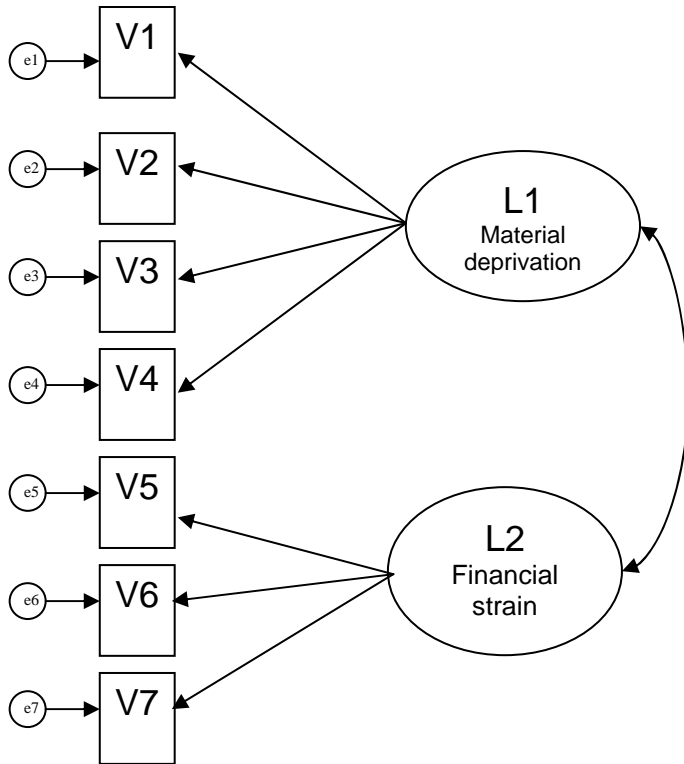 V1
e1
V2
e2
L1
Material
deprivation
V3
e3
V4
e4
V5
e5
L2
Financial
strain
V6
e6
V7
e7